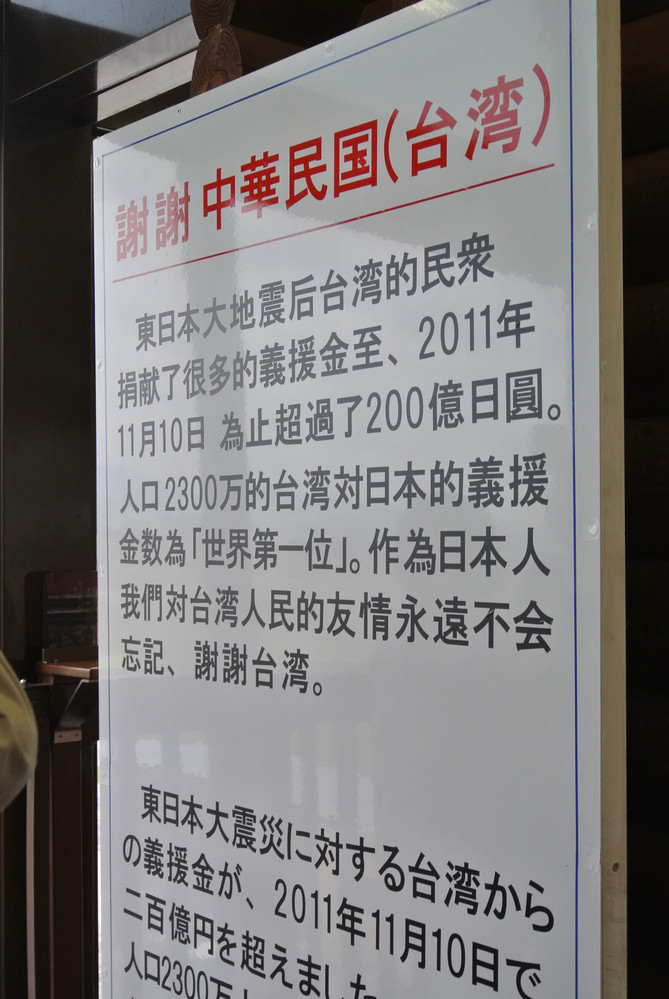 謝謝 中華民国(台湾)
東日本大地震后台湾的民衆
捐献了很多的義援金至、2011年
11月10日 為止超過了200億日圓。
人口2300万的台湾対日本的義援
金数為「世界第一位」。作為日本人
我們対台湾人民的友情永遠不会
忘記、謝謝台湾。
東日本大震災に対する台湾から
の義援金が、2011年11月10日で
二百億円を超えました
人口2300万